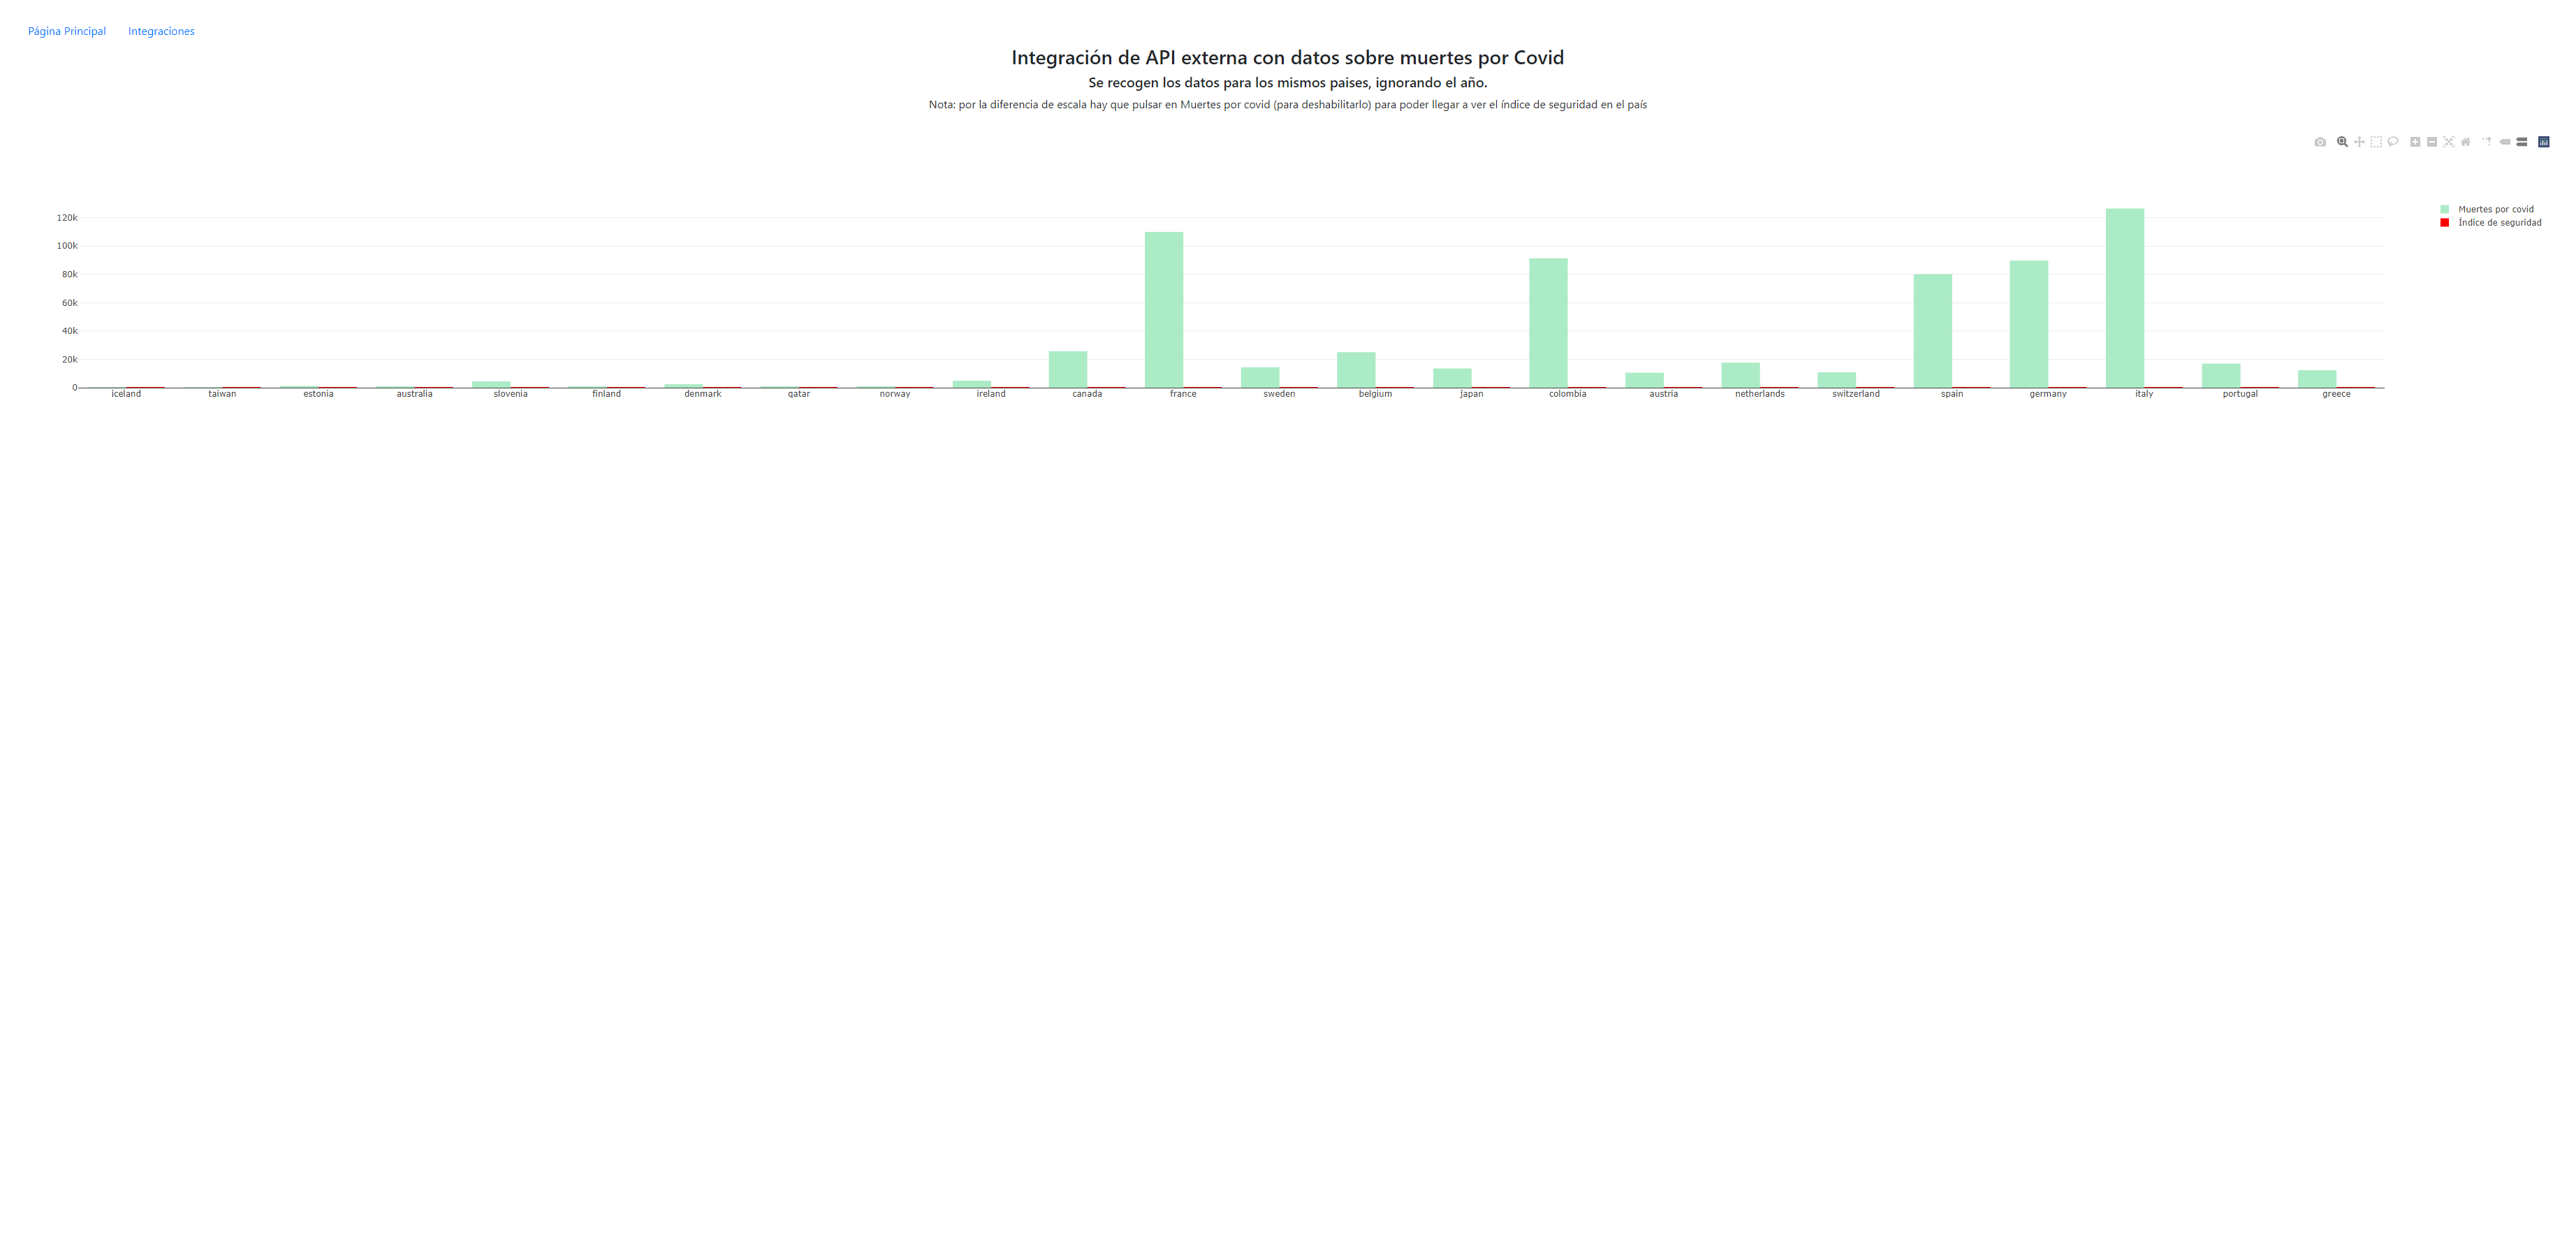 Página Principal Integraciones
Integración de API externa con datos sobre muertes por Covid
Se recogen los datos para los mismos paises, ignorando el año.
Nota: por la diferencia de escala hay que pulsar en Muertes por covid (para deshabilitarlo) para poder llegar a ver el índice de seguridad en el país
Muertes por covid
Índice de seguridad
120k
100k
80k
60k
40k
20k
0
iceland taiwan estonia australia slovenia finland denmark qatar norway ireland canada france sweden belgium japan colombia austria netherlands switzerland spain germany italy portugal greece